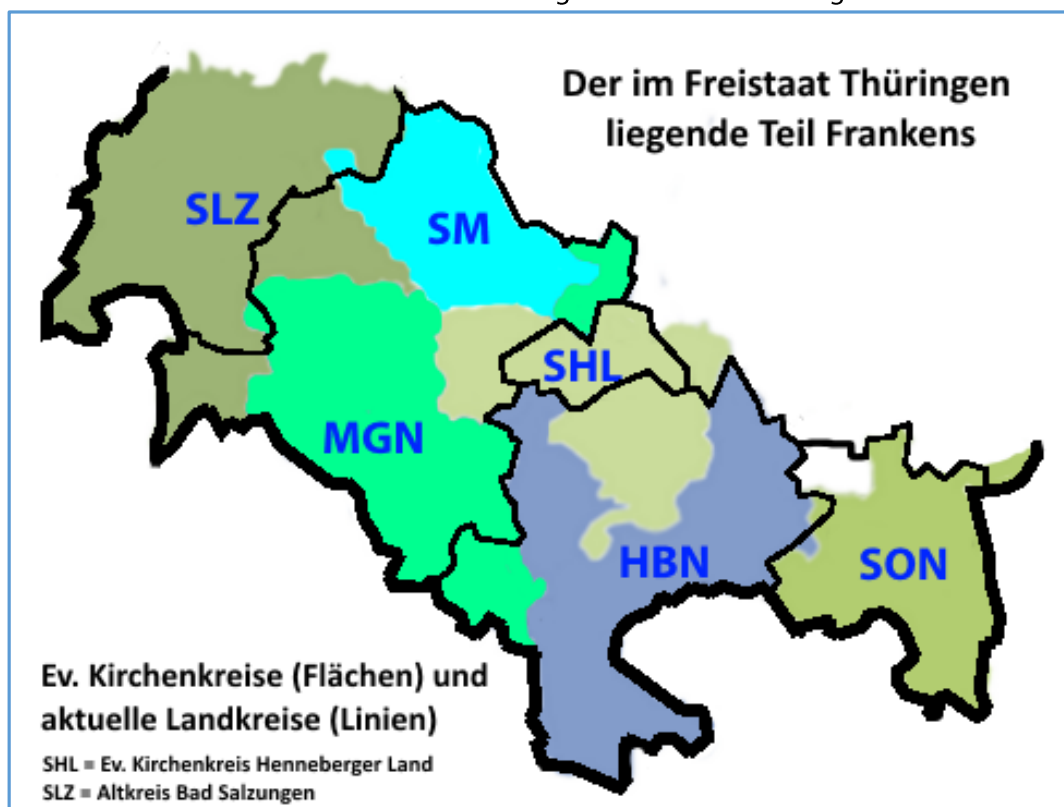 Der im Freistaat Thüringen
liegende Teil Frankens
SLZ
SM
SHL
MGN
HBN
SON
Ev. Kirchenkreise (Flächen) und
aktuelle Landkreise (Linien)
SHL = Ev. Kirchenkreis Henneberger Land
SLZ = Altkreis Bad Salzungen